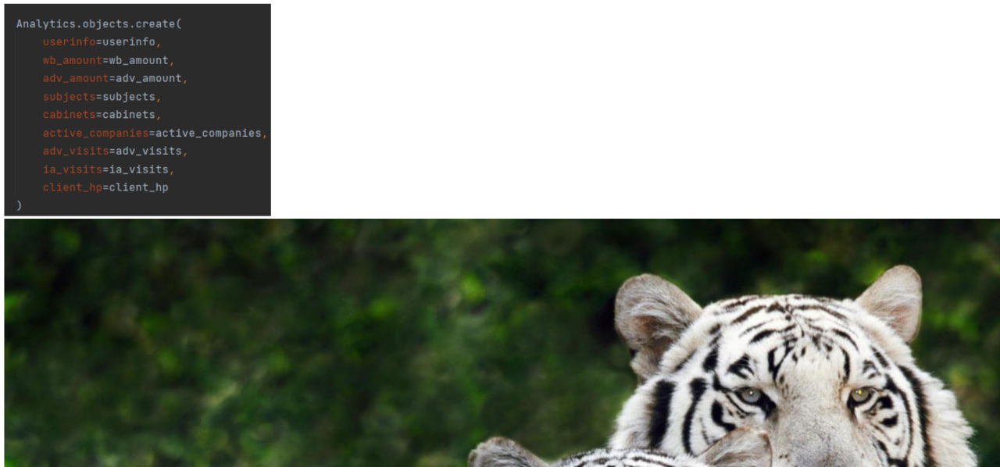 Analytics.objects.create(
    userinfo=userinfo,
    wb_amount=wb_amount,
    adv_amount=adv_amount,
    subjects=subjects,
    cabinets=cabinets,
    active_companies=active_companies,
    adv_visits=adv_visits,
    ia_visits=ia_visits,
    client_hp=client_hp
)